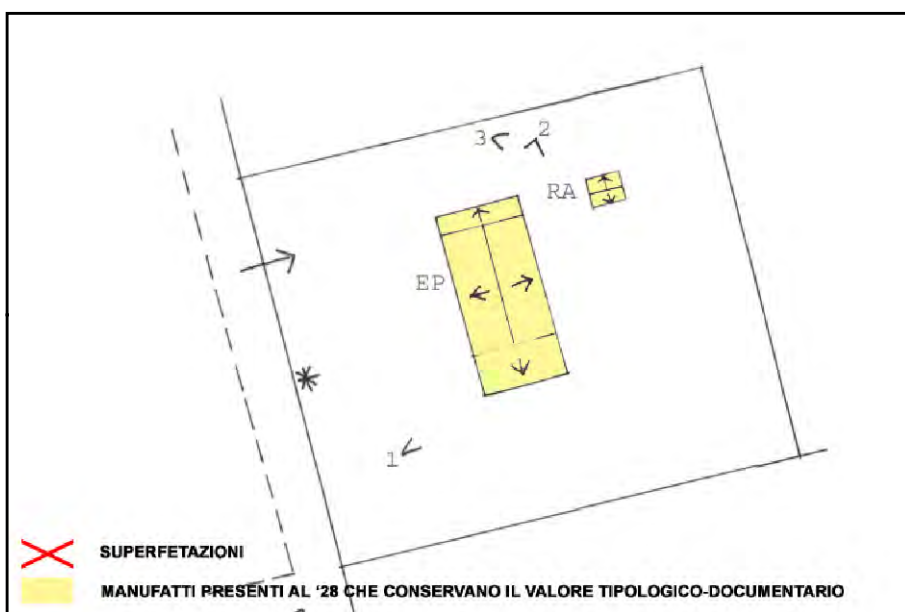 3 2
RA
EP
1
SUPERFETAZIONI
MANUFATTI PRESENTI AL '28 CHE CONSERVANO IL VALORE TIPOLOGICO-DOCUMENTARIO